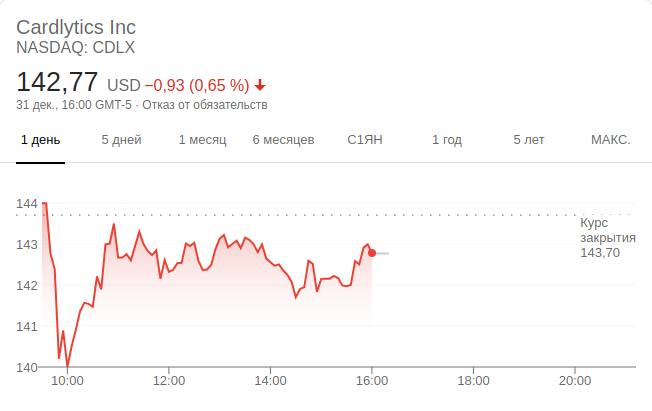 Cardlytics Inc
NASDAQ: CDLX
142,77 USD −0,93 (0,65 %)
31 дек., 16:00 GMT-5 · Отказ от обязательств
1 день 5 дней 1 месяц 6 месяцев С1ЯН 1 год 5 лет МАКС.
144
Курс
закрытия
143,70
143
142
141
140
10:00 12:00 14:00 16:00 18:00 20:00